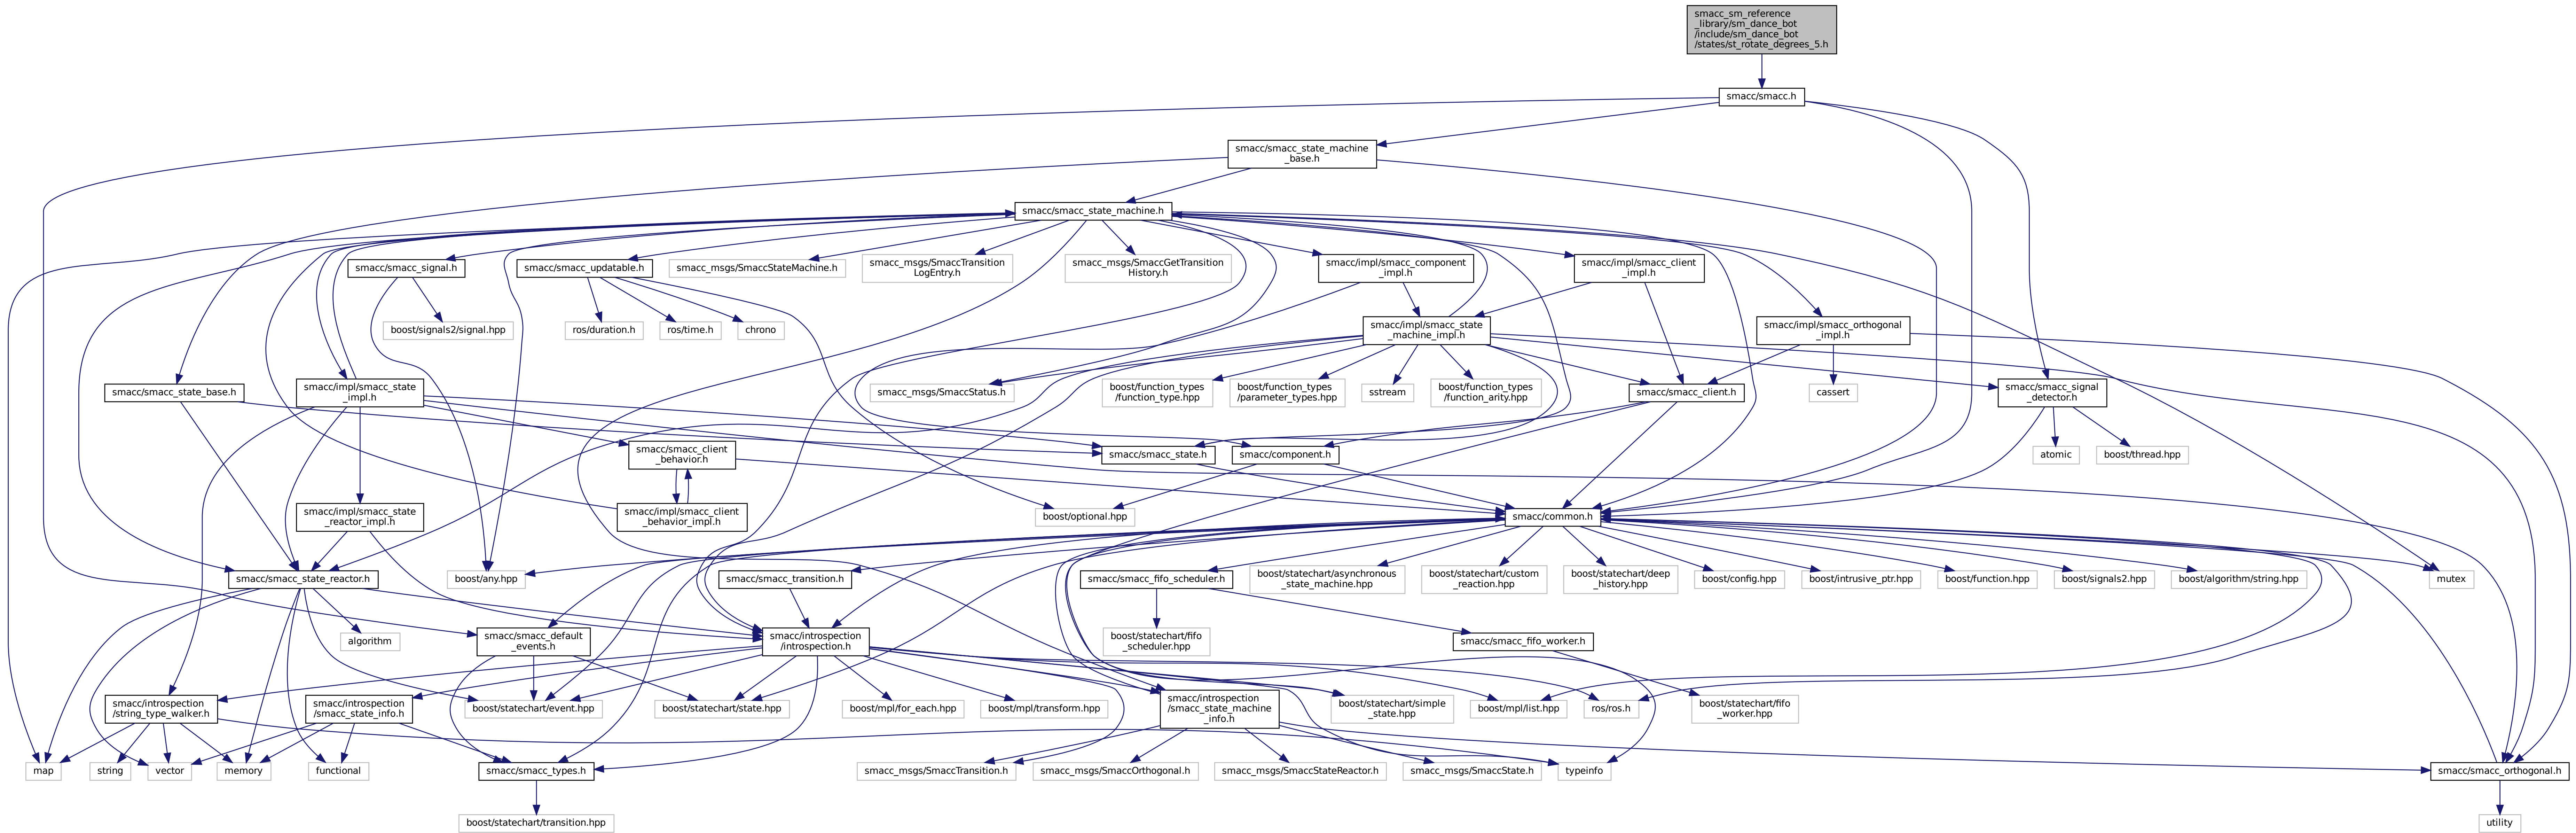 smacc_sm_reference
_library/sm_dance_bot
/include/sm_dance_bot
/states/st_rotate_degrees_5.h
smacc/smacc.h
smacc/smacc_state_machine
_base.h
smacc/smacc_state_machine.h
smacc/smacc_signal.h
smacc/smacc_updatable.h
smacc_msgs/SmaccStateMachine.h
smacc_msgs/SmaccTransition
LogEntry.h
smacc_msgs/SmaccGetTransition
History.h
smacc/impl/smacc_component
_impl.h
smacc/impl/smacc_client
_impl.h
boost/signals2/signal.hpp
ros/duration.h
ros/time.h
chrono
smacc/impl/smacc_state
_machine_impl.h
smacc/impl/smacc_orthogonal
_impl.h
smacc/smacc_state_base.h
smacc/impl/smacc_state
_impl.h
smacc_msgs/SmaccStatus.h
boost/function_types
/function_type.hpp
boost/function_types
/parameter_types.hpp
sstream
boost/function_types
/function_arity.hpp
smacc/smacc_client.h
cassert
smacc/smacc_signal
_detector.h
smacc/smacc_client
_behavior.h
smacc/smacc_state.h
smacc/component.h
atomic
boost/thread.hpp
smacc/impl/smacc_state
_reactor_impl.h
smacc/impl/smacc_client
_behavior_impl.h
boost/optional.hpp
smacc/common.h
smacc/smacc_state_reactor.h
boost/any.hpp
smacc/smacc_transition.h
smacc/smacc_fifo_scheduler.h
boost/statechart/asynchronous
_state_machine.hpp
boost/statechart/custom
_reaction.hpp
boost/statechart/deep
_history.hpp
boost/config.hpp
boost/intrusive_ptr.hpp
boost/function.hpp
boost/signals2.hpp
boost/algorithm/string.hpp
mutex
algorithm
smacc/smacc_default
_events.h
smacc/introspection
/introspection.h
boost/statechart/fifo
_scheduler.hpp
smacc/smacc_fifo_worker.h
smacc/introspection
/string_type_walker.h
smacc/introspection
/smacc_state_info.h
boost/statechart/event.hpp
boost/statechart/state.hpp
boost/mpl/for_each.hpp
boost/mpl/transform.hpp
smacc/introspection
/smacc_state_machine
_info.h
boost/statechart/simple
_state.hpp
boost/mpl/list.hpp
ros/ros.h
boost/statechart/fifo
_worker.hpp
map
string
vector
memory
functional
smacc/smacc_types.h
smacc_msgs/SmaccTransition.h
smacc_msgs/SmaccOrthogonal.h
smacc_msgs/SmaccStateReactor.h
smacc_msgs/SmaccState.h
typeinfo
smacc/smacc_orthogonal.h
boost/statechart/transition.hpp
utility